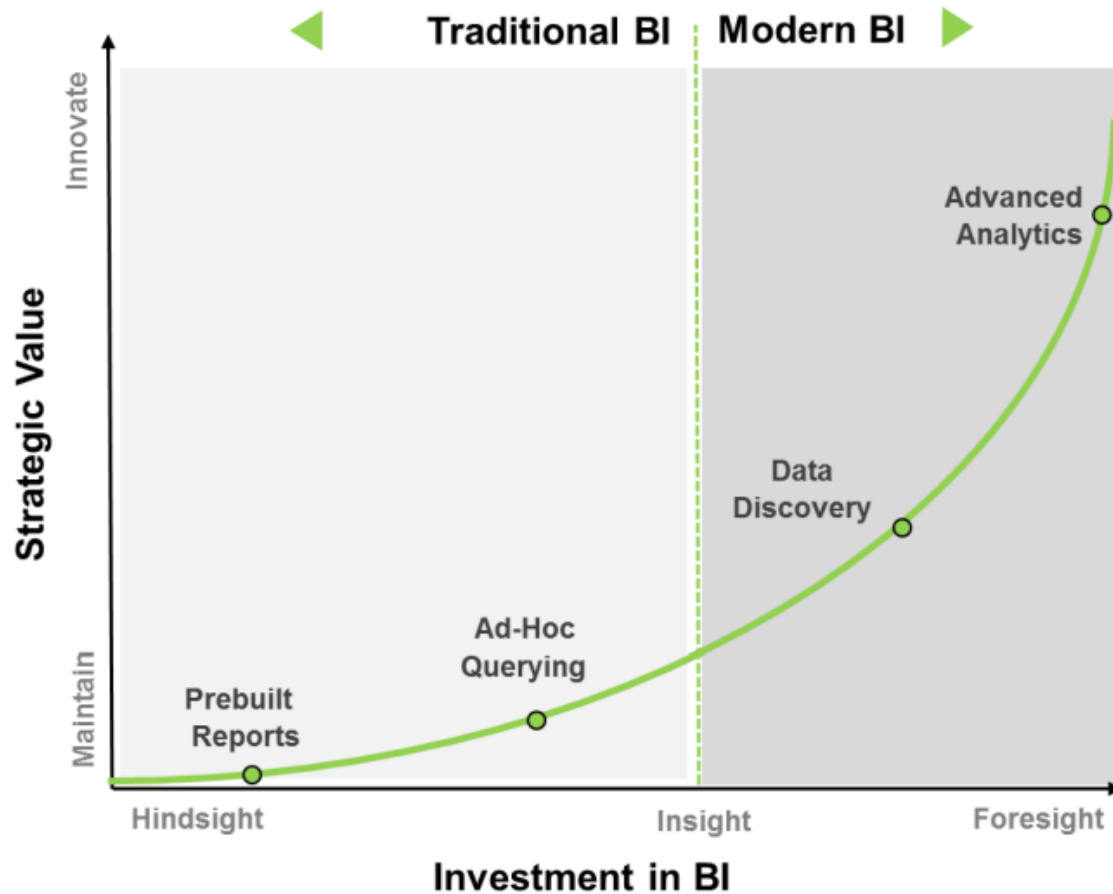 Traditional BI
Modern BI
Innovate
Strategic Value
Maintain
Advanced
Analytics
Data
Discovery
Ad-Hoc
Querying
Prebuilt
Reports
Hindsight
Insight
Foresight
Investment in BI